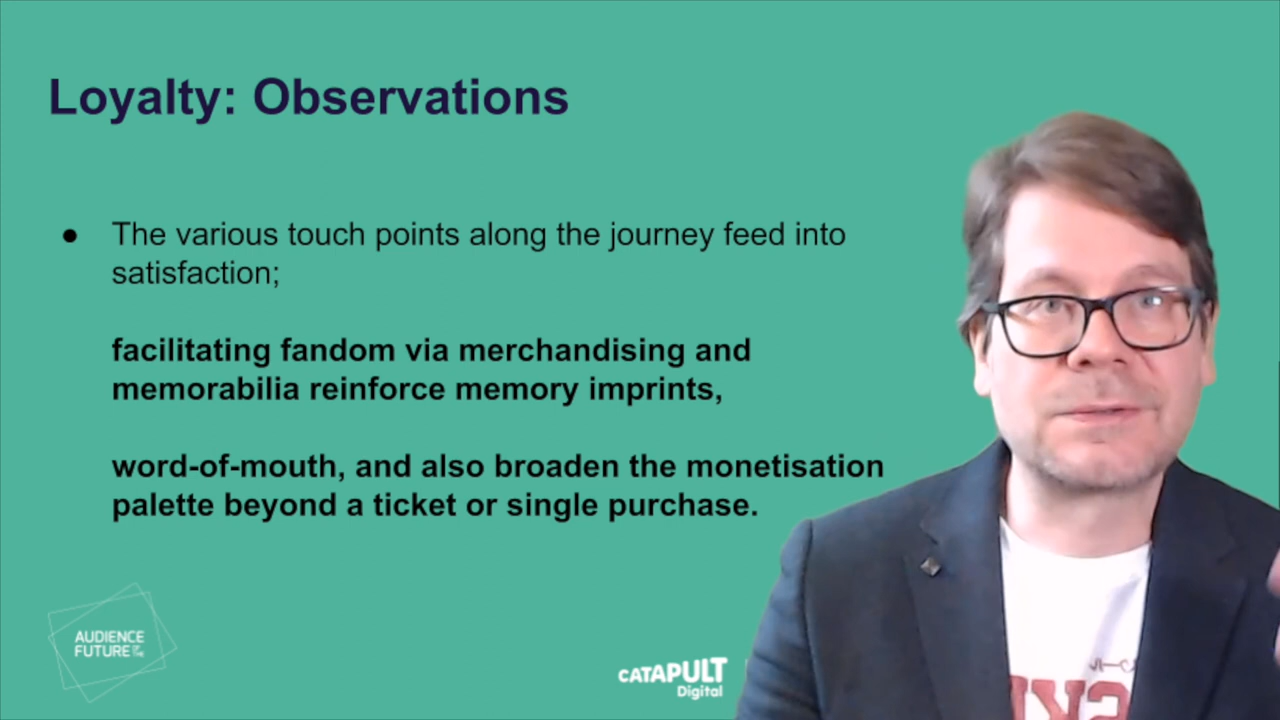 Loyalty: Observations
● The various touch points along the journey feed into
satisfaction;
facilitating fandom via merchandising and
memorabilia reinforce memory imprints,
word-of-mouth, and also broaden the monetisation
palette beyond a ticket or single purchase.
AUDIENCE
FUTURE OF THE
CATAPULT
Digital